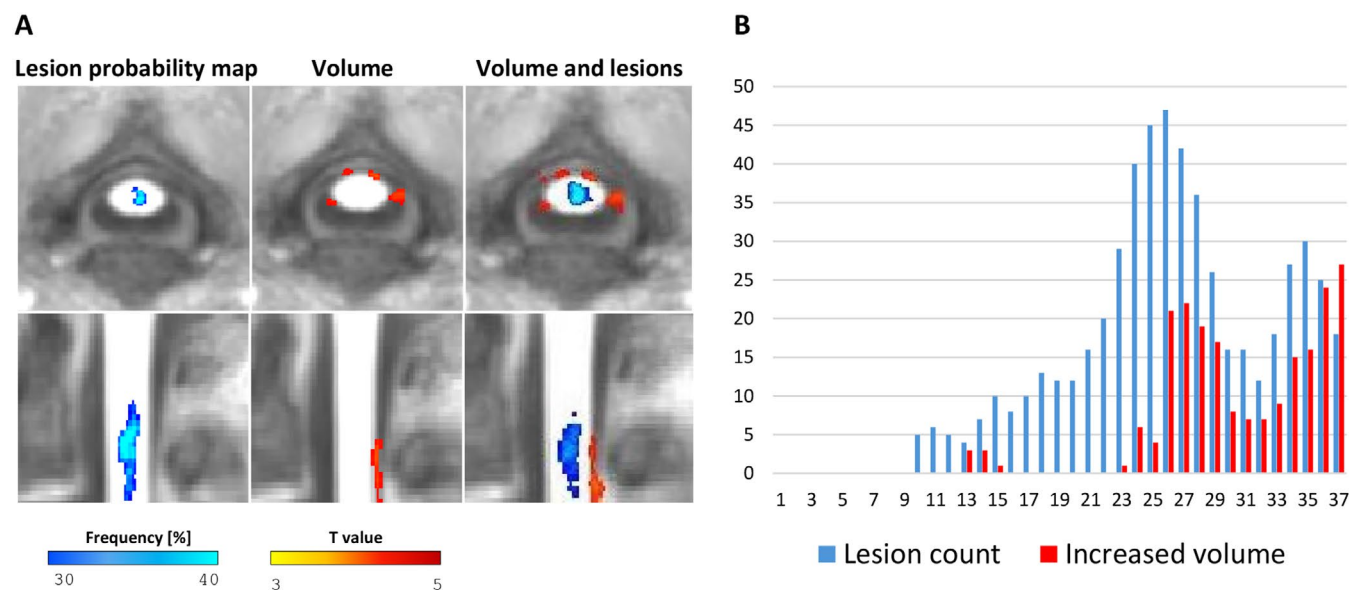 A
B
Lesion probability map
Volume
Volume and lesions
Frequency [%]
30
40
T value
3
5
50
45
40
35
30
25
20
15
10
5
0
1 3 5 7 9 11 13 15 17 19 21 23 25 27 29 31 33 35 37
Lesion count
Increased volume